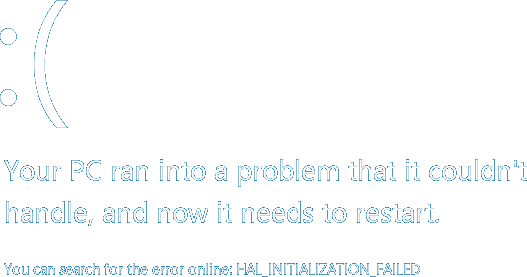 :(
Your PC ran into a problem that it couldn't
handle, and now it needs to restart.
You can search for the error online: HAL_INITIALIZATION_FAILED